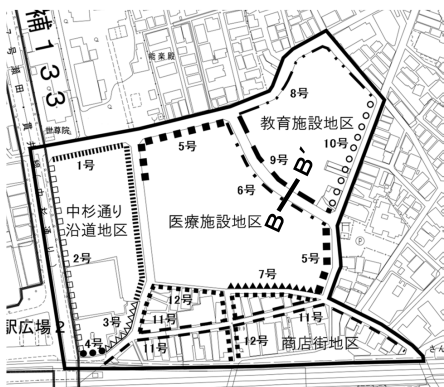 補133
能楽殿
世尊院
1号
2号
中杉通り
沿道地区
3号
4号
駅広場2
5号
医療施設地区
6号
7号
8号
教育施設地区
9号
10号
B
B´
5号
12号
11号
11号
12号
11号
商店街地区